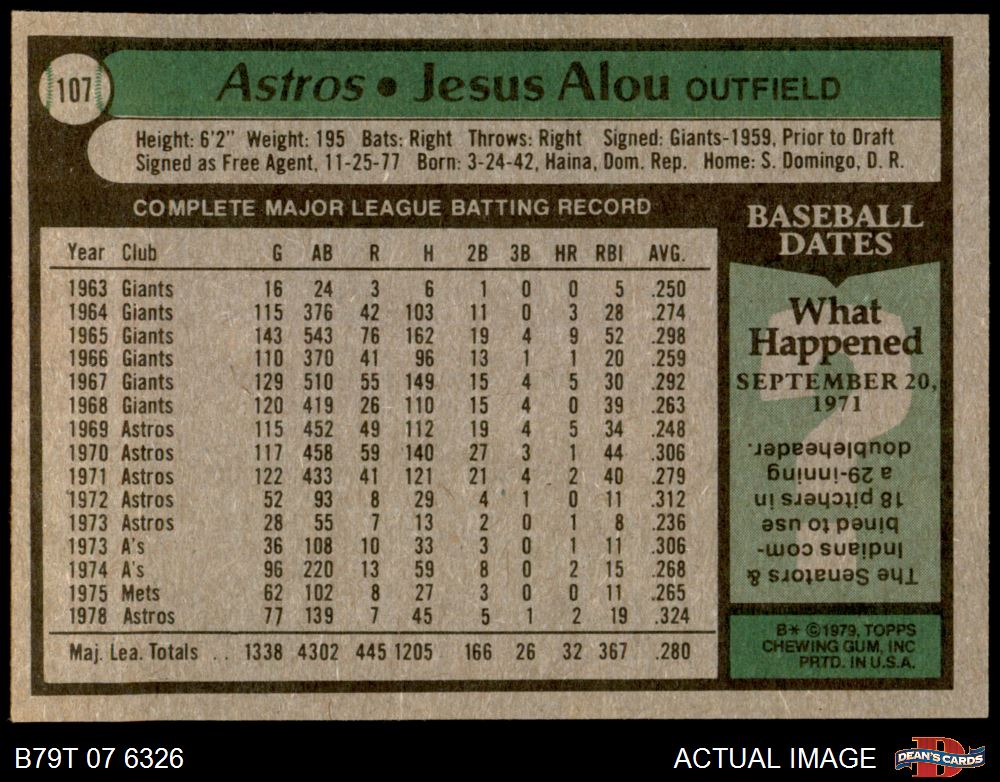 107
Astros • Jesus Alou OUTFIELD
Height: 6'2" Weight: 195 Bats: Right Throws: Right Signed: Giants-1959, Prior to Draft
Signed as Free Agent, 11-25-77 Born: 3-24-42, Haina, Dom. Rep. Home: S. Domingo, D. R.
COMPLETE MAJOR LEAGUE BATTING RECORD
Year Club G AB R H 2B 3B HR RBI AVG.
1963 Giants 16 24 3 6 1 0 0 5 .250
1964 Giants 115 376 42 103 11 0 3 28 .274
1965 Giants 143 543 76 162 19 4 9 52 .298
1966 Giants 110 370 41 96 13 1 1 20 .259
1967 Giants 129 510 55 149 15 4 5 30 .292
1968 Giants 120 419 26 110 15 4 0 39 .263
1969 Astros 115 452 49 112 19 4 5 34 .248
1970 Astros 117 458 59 140 27 3 1 44 .306
1971 Astros 122 433 41 121 21 4 2 40 .279
1972 Astros 52 93 8 29 4 1 0 11 .312
1973 Astros 28 55 7 13 2 0 1 8 .236
1973 A's 36 108 10 33 3 0 1 11 .306
1974 A's 96 220 13 59 8 0 2 15 .268
1975 Mets 62 102 8 27 3 0 0 11 .265
1978 Astros 77 139 7 45 5 1 2 19 .324
Maj. Lea. Totals .. 1338 4302 445 1205 166 26 32 367 .280
BASEBALL
DATES
What
Happened
SEPTEMBER 20,
1971
The Senators &
Indians com-
bined to use
18 pitchers in
a 29-inning
doubleheader.
B* ©1979, TOPPS
CHEWING GUM, INC
PRTD. IN U.S.A.
B79T 07 6326
ACTUAL IMAGE
D
DEAN'S CARDS